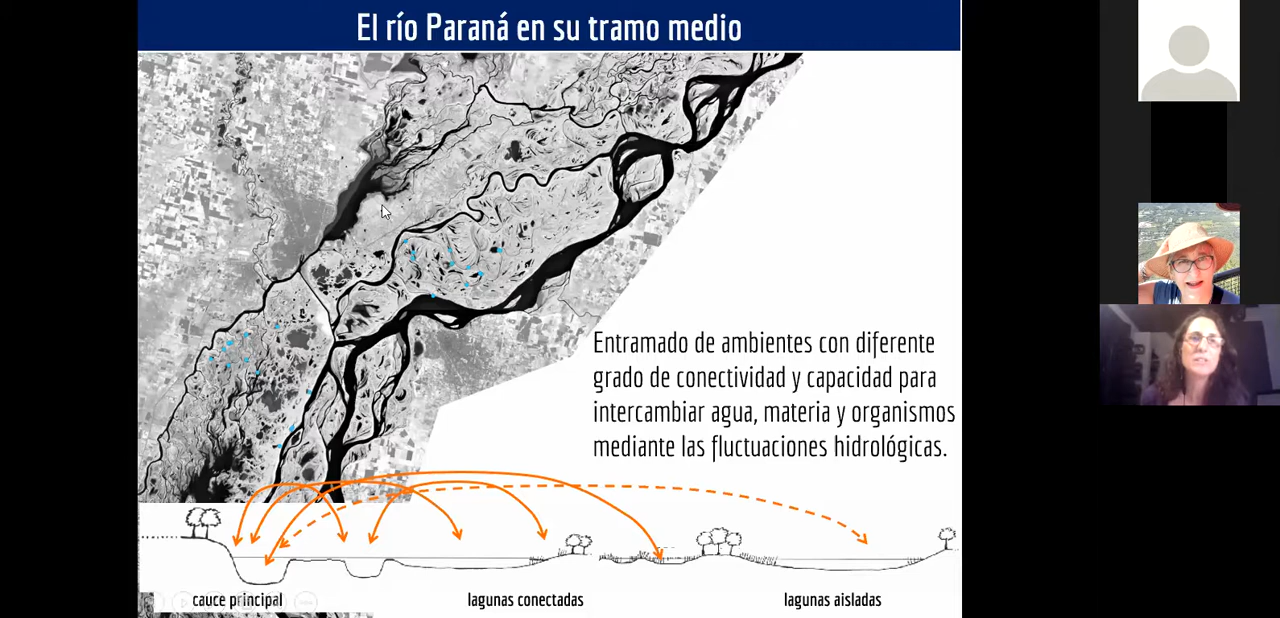 El río Paraná en su tramo medio
Entramado de ambientes con diferente
grado de conectividad y capacidad para
intercambiar agua, materia y organismos
mediante las fluctuaciones hidrológicas.
cauce principal
lagunas conectadas
lagunas aisladas